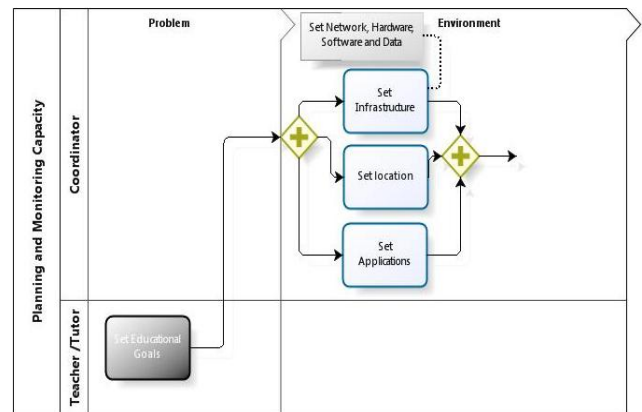 Problem
Environment
Planning and Monitoring Capacity
Coordinator
Set Network, Hardware,
Software and Data
Set
Infrastructure
Set location
Set
Applications
Teacher /Tutor
Set Educational
Goals